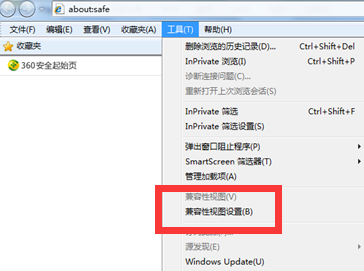 about:safe
文件(F) 编辑(E) 查看(V) 收藏夹(A) 工具(T) 帮助(H)
收藏夹
360安全起始页
删除浏览的历史记录(D)... Ctrl+Shift+Del
InPrivate 浏览(I) Ctrl+Shift+P
诊断连接问题(C)...
重新打开上次浏览会话(S)
InPrivate 筛选 Ctrl+Shift+F
InPrivate 筛选设置(S)
弹出窗口阻止程序(P)
SmartScreen 筛选器(T)
管理加载项(A)
兼容性视图(V)
兼容性视图设置(B)
源发现(E)
Windows Update(U)